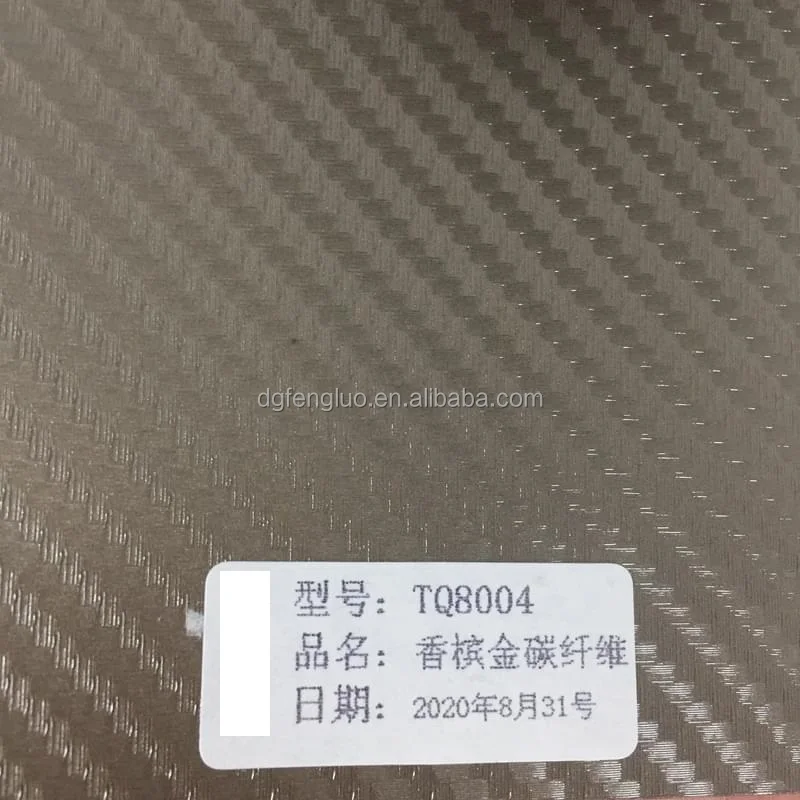 dgfengluo.en.alibaba.com
型号: TQ8004
品名: 香槟金碳纤维
日期: 2020年8月31号